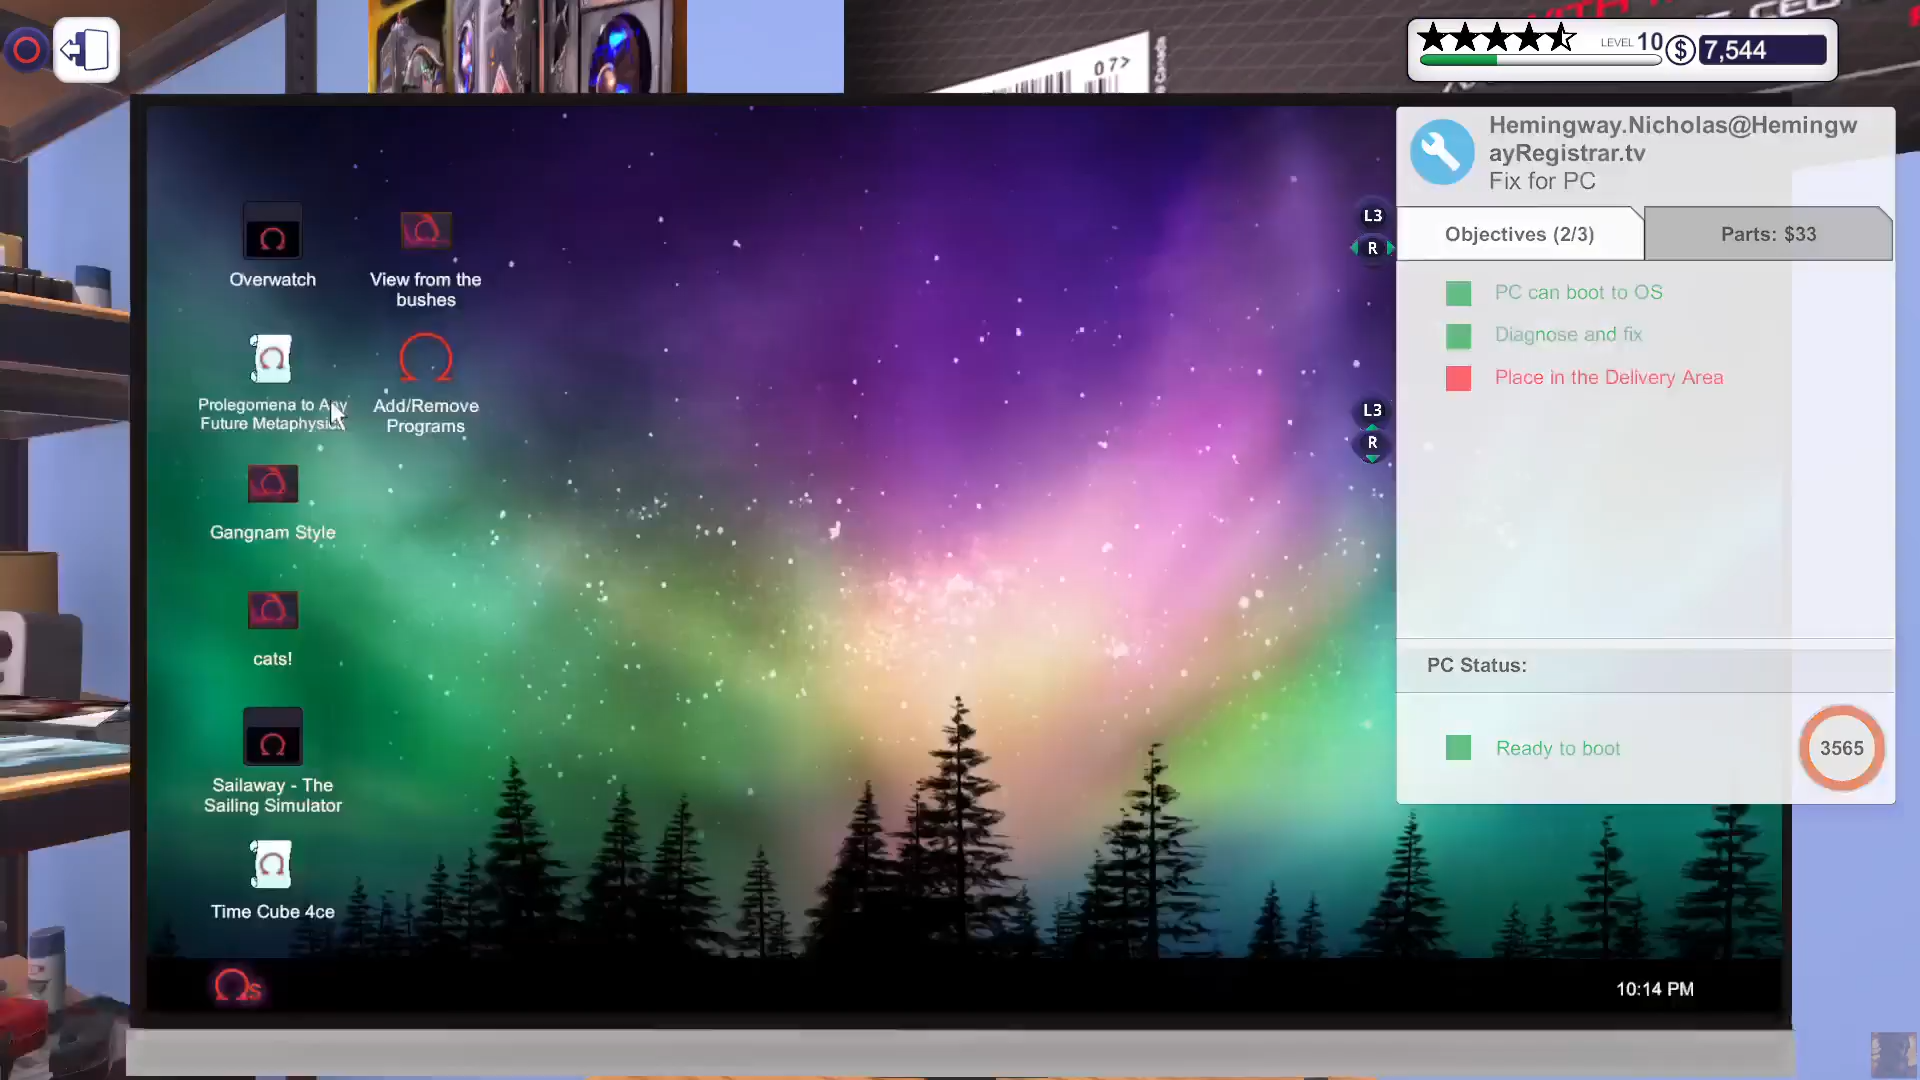 LEVEL 10
$ 7,544
07>
Canada
Hemingway.Nicholas@Hemingw
ayRegistrar.tv
Fix for PC
L3
R
Objectives (2/3)
Parts: $33
PC can boot to OS
Diagnose and fix
Place in the Delivery Area
L3
R
PC Status:
Ready to boot
3565
Overwatch
View from the
bushes
Prolegomena to Any
Future Metaphysics
Add/Remove
Programs
Gangnam Style
cats!
Sailaway - The
Sailing Simulator
Time Cube 4ce
Ωs
10:14 PM